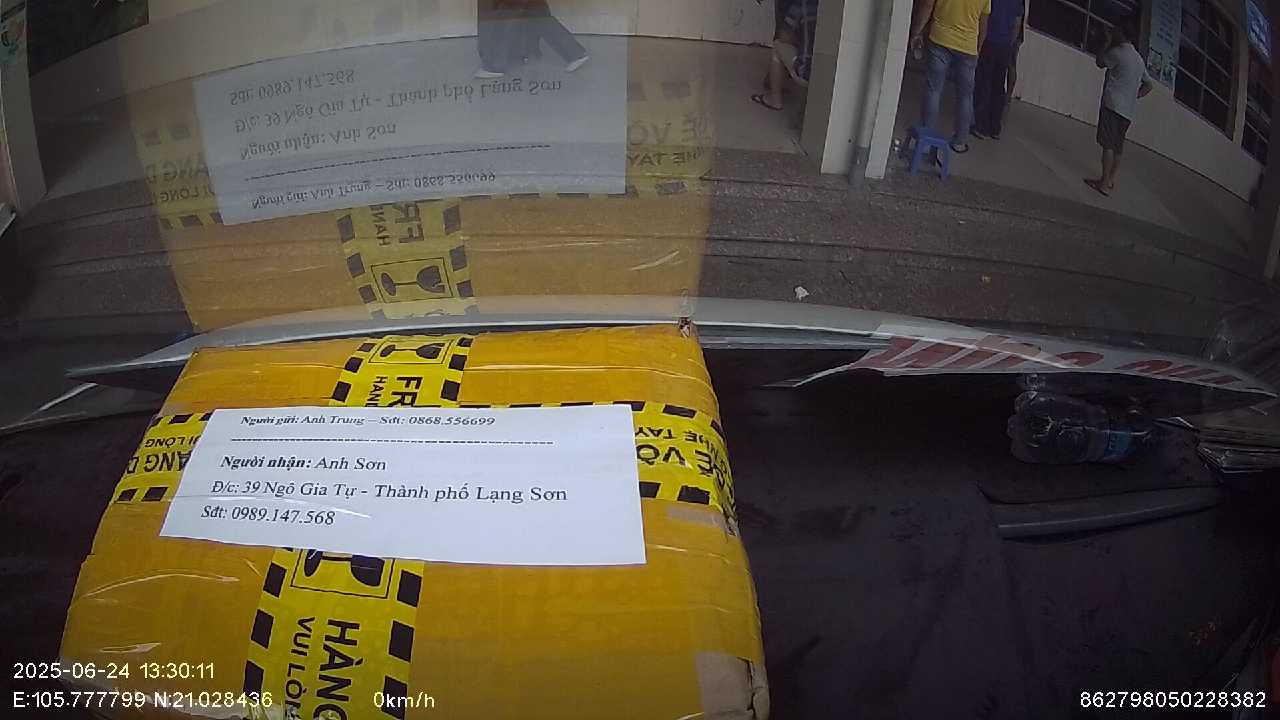 Người gửi: Anh Trung – Sđt: 0868.556699
Người nhận: Anh Sơn
Đ/c: 39 Ngô Gia Tự - Thành phố Lạng Sơn
Sđt: 0989.147.568
HÀNG
VUI LÒN
2025-06-24 13:30:11
E:105.777799 N:21.028436 0km/h
862798050228382